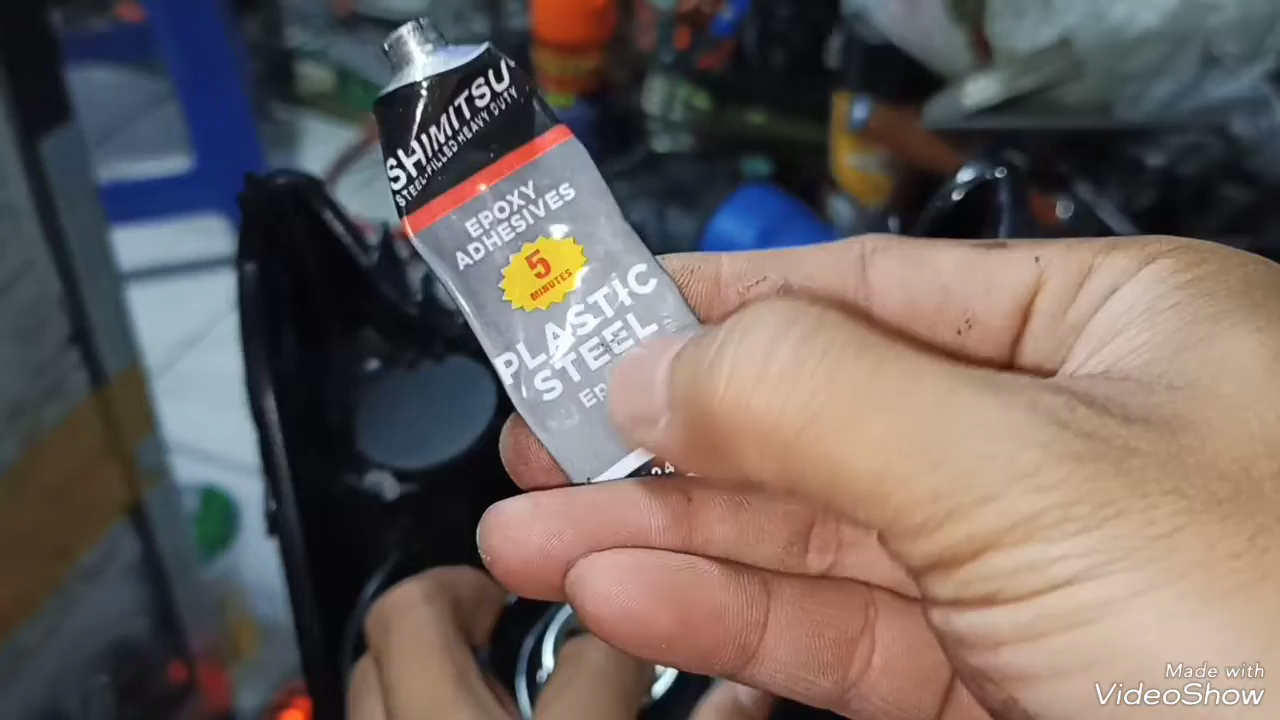 SHIMITSU
STEEL-FILLED HEAVY DUTY
EPOXY
ADHESIVES
5
MINUTES
PLASTIC
STEEL
Made with
VideoShow